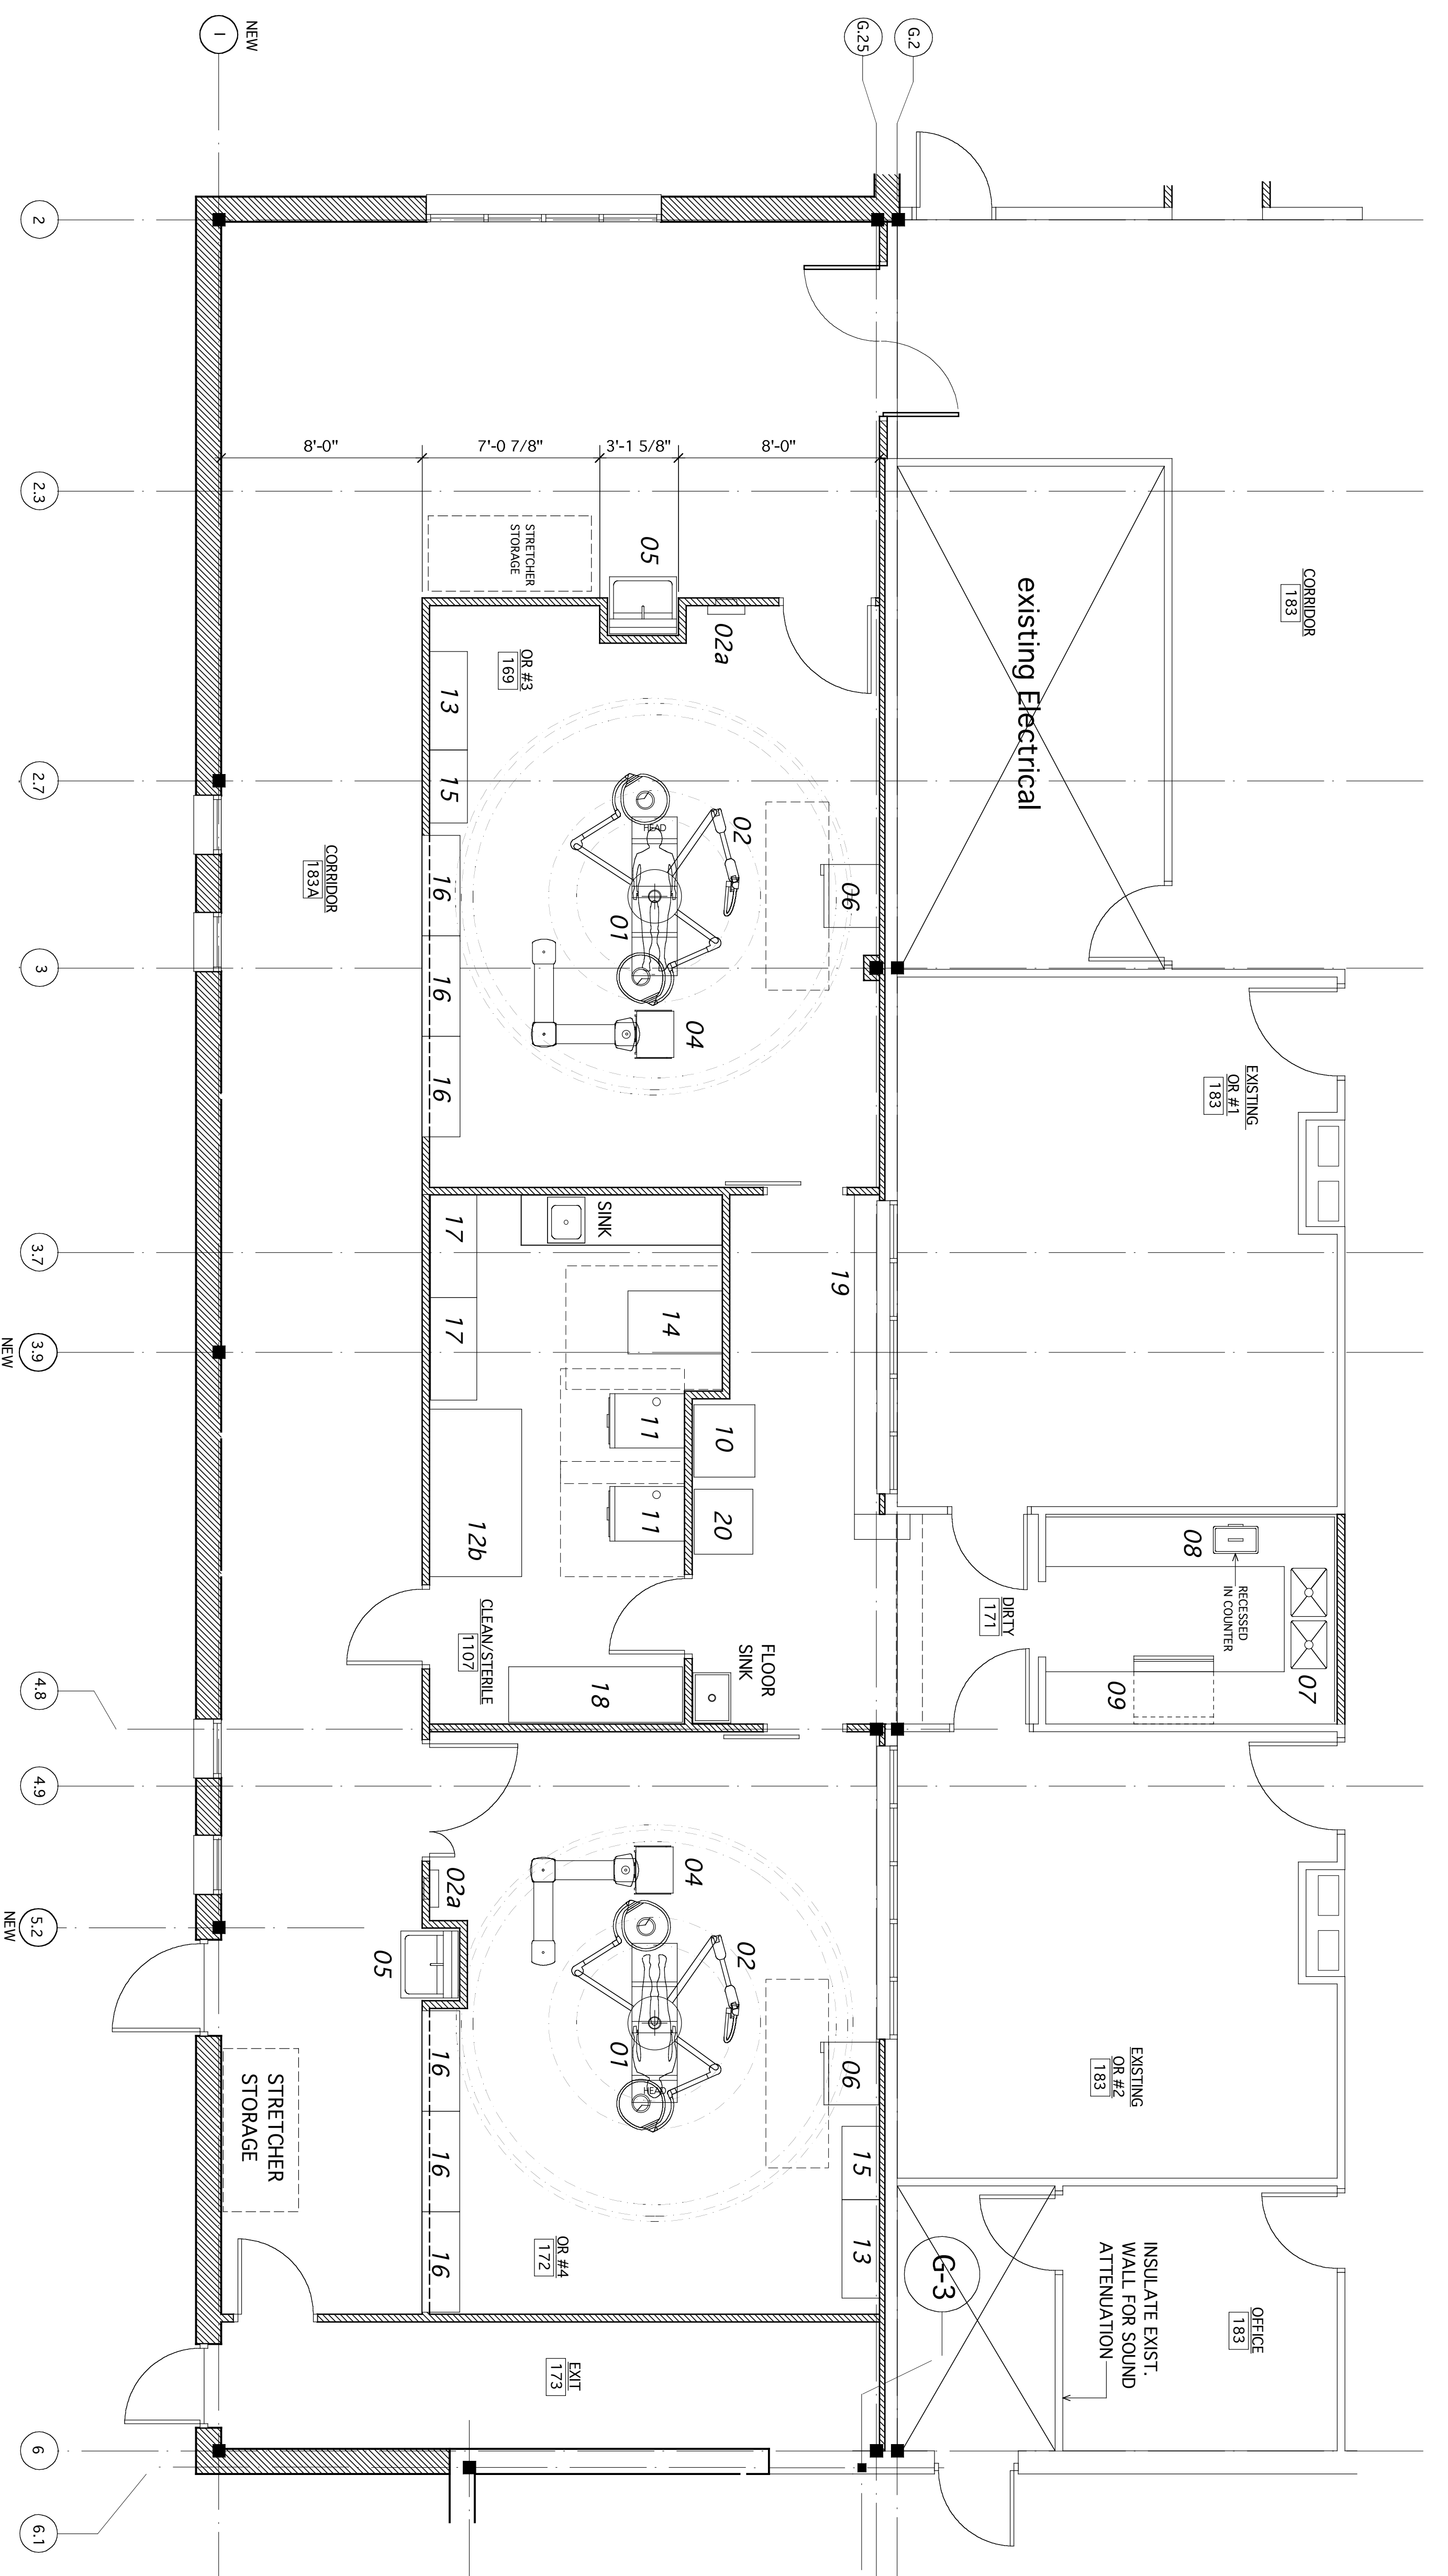 NEW
I
G.25
G.2
2
8'-0"
7'-0 7/8"
3'-1 5/8"
8'-0"
2.3
STRETCHER
STORAGE
05
existing Electrical
CORRIDOR
183
02a
OR #3
169
13
15
2.7
02
HEAD
06
CORRIDOR
183A
16
01
3
16
04
16
EXISTING
OR #1
183
SINK
17
3.7
19
14
17
3.9
NEW
11
10
11
20
12b
08
RECESSED
IN COUNTER
DIRTY
171
CLEAN/STERILE
1107
FLOOR
SINK
18
09
07
4.8
4.9
04
02a
5.2
NEW
05
02
01
HEAD
06
16
EXISTING
OR #2
183
STRETCHER
STORAGE
16
15
16
13
OR #4
172
G-3
INSULATE EXIST.
WALL FOR SOUND
ATTENUATION
OFFICE
183
EXIT
173
6
6.1